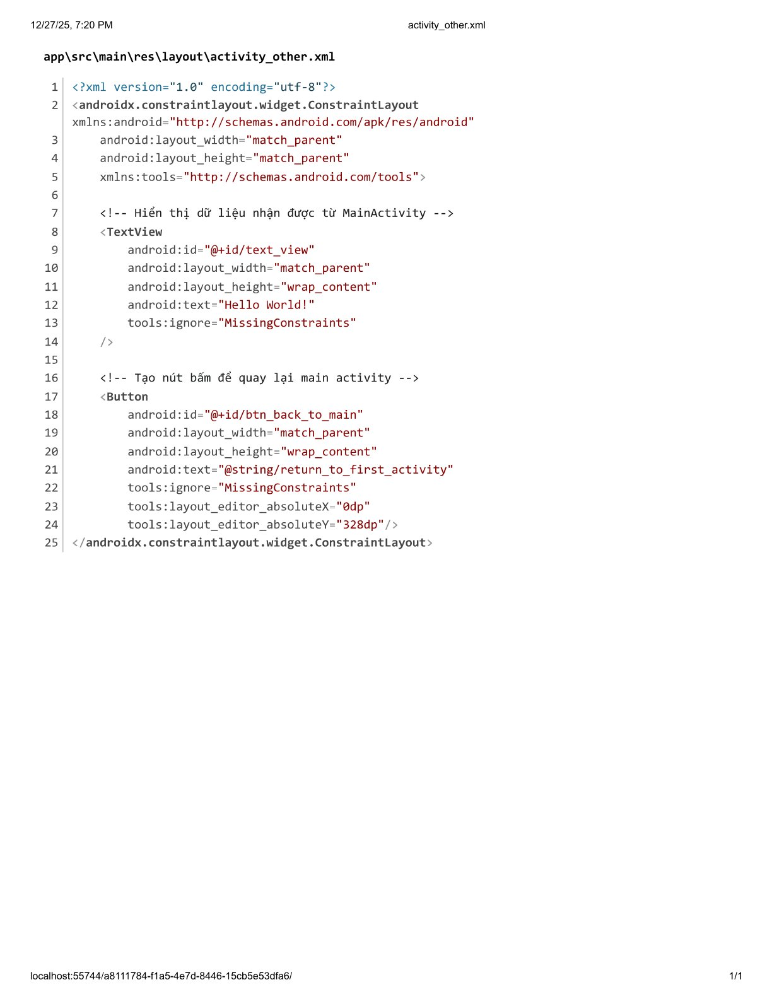 12/27/25, 7:20 PM activity_other.xml
app\src\main\res\layout\activity_other.xml
1 <?xml version="1.0" encoding="utf-8"?>
2 <androidx.constraintlayout.widget.ConstraintLayout
xmlns:android="http://schemas.android.com/apk/res/android"
3     android:layout_width="match_parent"
4     android:layout_height="match_parent"
5     xmlns:tools="http://schemas.android.com/tools">
6
7     <!-- Hiển thị dữ liệu nhận được từ MainActivity -->
8     <TextView
9         android:id="@+id/text_view"
10         android:layout_width="match_parent"
11         android:layout_height="wrap_content"
12         android:text="Hello World!"
13         tools:ignore="MissingConstraints"
14     />
15
16     <!-- Tạo nút bấm để quay lại main activity -->
17     <Button
18         android:id="@+id/btn_back_to_main"
19         android:layout_width="match_parent"
20         android:layout_height="wrap_content"
21         android:text="@string/return_to_first_activity"
22         tools:ignore="MissingConstraints"
23         tools:layout_editor_absoluteX="0dp"
24         tools:layout_editor_absoluteY="328dp"/>
25 </androidx.constraintlayout.widget.ConstraintLayout>
localhost:55744/a8111784-f1a5-4e7d-8446-15cb5e53dfa6/ 1/1